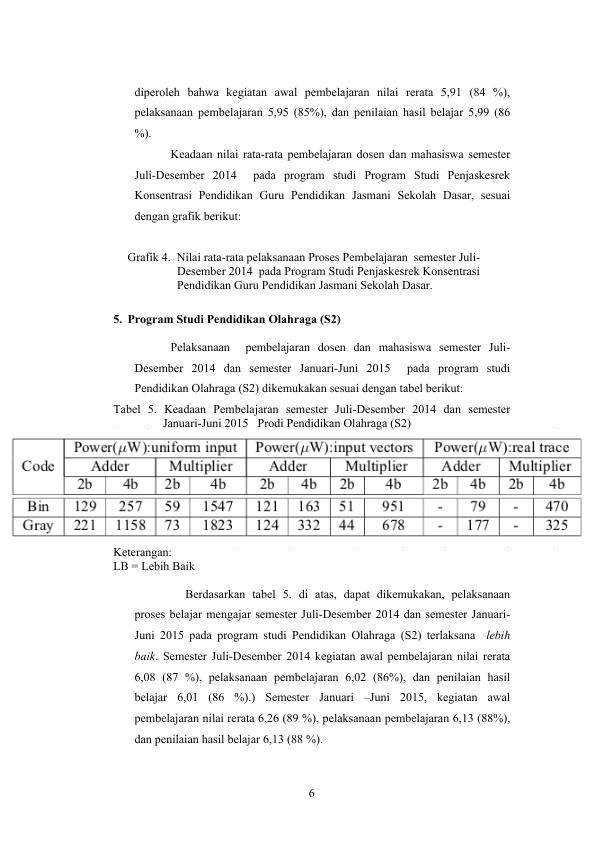 diperoleh bahwa kegiatan awal pembelajaran nilai rerata 5,91 (84 %),
pelaksanaan pembelajaran 5,95 (85%), dan penilaian hasil belajar 5,99 (86
%).
Keadaan nilai rata-rata pembelajaran dosen dan mahasiswa semester
Juli-Desember 2014 pada program studi Program Studi Penjaskesrek
Konsentrasi Pendidikan Guru Pendidikan Jasmani Sekolah Dasar, sesuai
dengan grafik berikut:
Grafik 4. Nilai rata-rata pelaksanaan Proses Pembelajaran semester Juli-
Desember 2014 pada Program Studi Penjaskesrek Konsentrasi
Pendidikan Guru Pendidikan Jasmani Sekolah Dasar.
5. Program Studi Pendidikan Olahraga (S2)
Pelaksanaan pembelajaran dosen dan mahasiswa semester Juli-
Desember 2014 dan semester Januari-Juni 2015 pada program studi
Pendidikan Olahraga (S2) dikemukakan sesuai dengan tabel berikut:
Tabel 5. Keadaan Pembelajaran semester Juli-Desember 2014 dan semester
Januari-Juni 2015 Prodi Pendidikan Olahraga (S2)
Code Power(μW):uniform input Power(μW):input vectors Power(μW):real trace
Adder Multiplier Adder Multiplier Adder Multiplier
2b 4b 2b 4b 2b 4b 2b 4b 2b 4b 2b 4b
Bin 129 257 59 1547 121 163 51 951 - 79 - 470
Gray 221 1158 73 1823 124 332 44 678 - 177 - 325
Keterangan:
LB = Lebih Baik
Berdasarkan tabel 5. di atas, dapat dikemukakan, pelaksanaan
proses belajar mengajar semester Juli-Desember 2014 dan semester Januari-
Juni 2015 pada program studi Pendidikan Olahraga (S2) terlaksana lebih
baik. Semester Juli-Desember 2014 kegiatan awal pembelajaran nilai rerata
6,08 (87 %), pelaksanaan pembelajaran 6,02 (86%), dan penilaian hasil
belajar 6,01 (86 %).) Semester Januari –Juni 2015, kegiatan awal
pembelajaran nilai rerata 6,26 (89 %), pelaksanaan pembelajaran 6,13 (88%),
dan penilaian hasil belajar 6,13 (88 %).
6